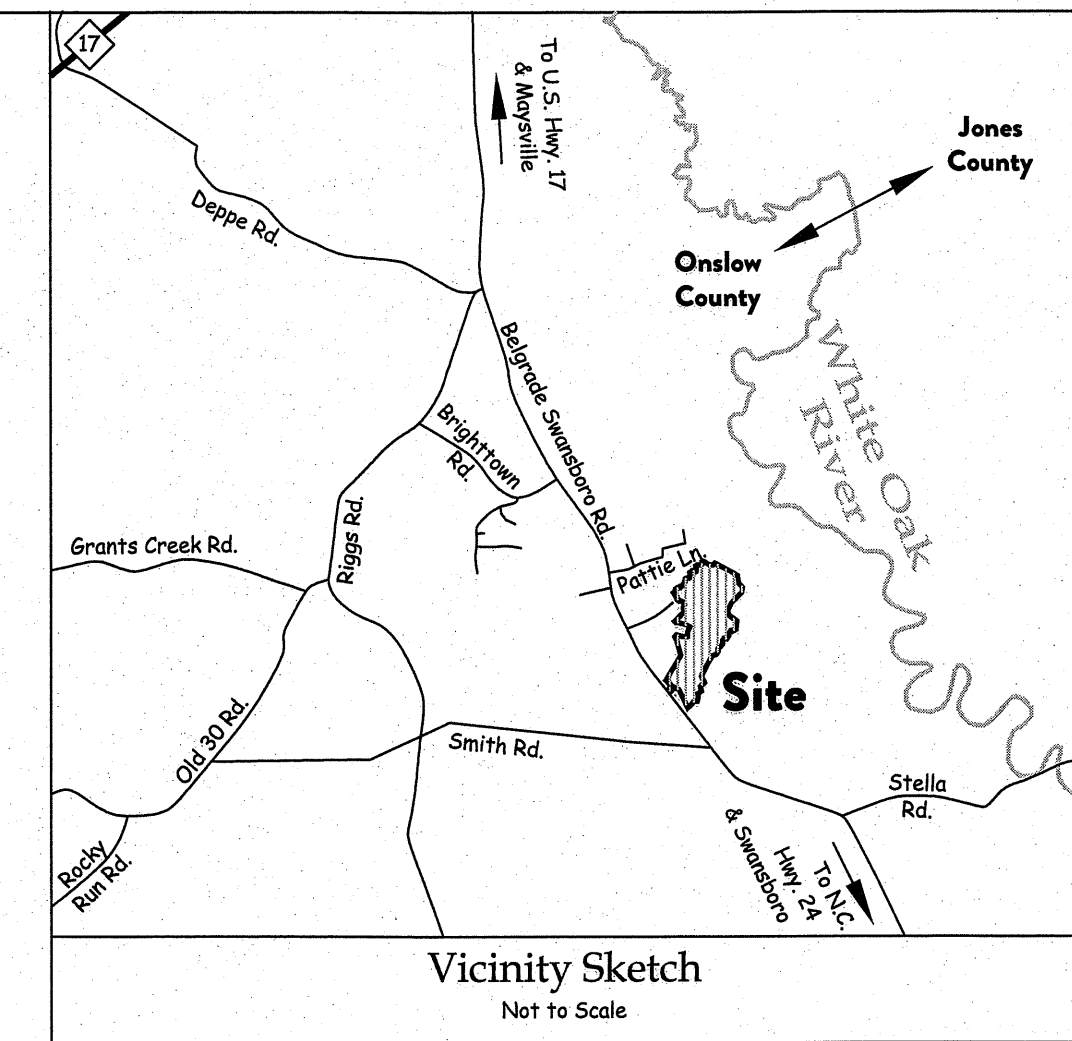 17
To U.S. Hwy. 17
& Maysville
Jones
County
Deppe Rd.
Onslow
County
Belgrade Swansboro Rd.
White Oak
River
Brighttown
Rd.
Riggs Rd.
Grants Creek Rd.
Pattie Ln.
Site
Old 30 Rd.
Smith Rd.
Stella
Rd.
Rocky
Run Rd.
To N.C.
Hwy. 24
& Swansboro
Vicinity Sketch
Not to Scale